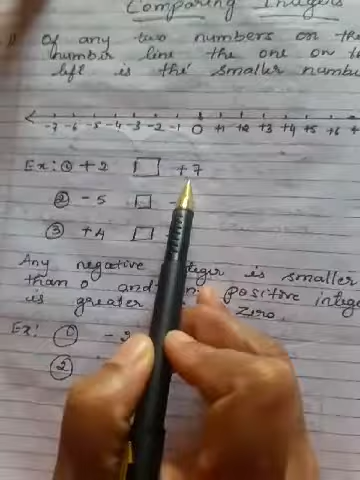 Comparing Integers
Of any two numbers on the
number line the one on
left is the smaller number
-7 -6 -5 -4 -3 -2 -1 0 +1 +2 +3 +4 +5 +6
Ex: ① +2 □ +7
② -5 □
③ +4 □
Any negative integer is smaller
than 0 and positive
is greater Zero.
Ex: ①
②